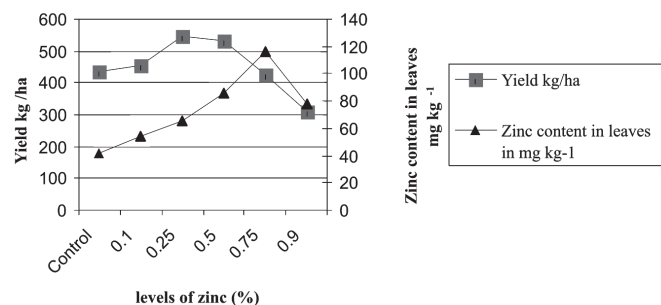 600
500
400
300
200
100
0
Yield kg /ha
140
120
100
80
60
40
20
0
Zinc content in leaves
mg kg -1
Control
0.1
0.25
0.5
0.75
0.9
levels of zinc (%)
Yield kg/ha
Zinc content in leaves
in mg kg-1